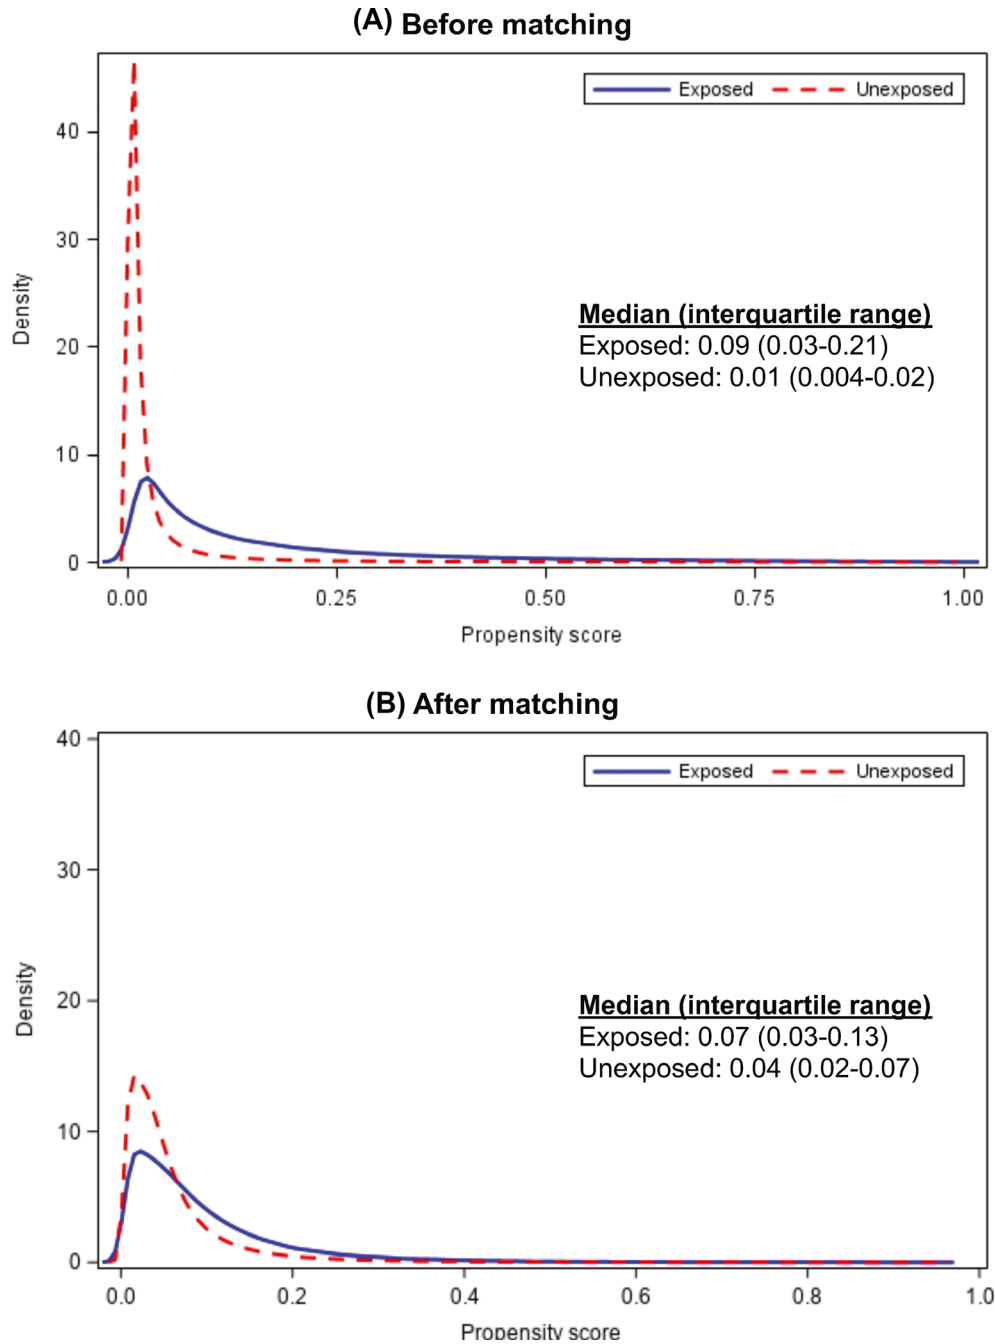 (A) Before matching
Exposed Unexposed
40
30
20
10
0
Density
Median (interquartile range)
Exposed: 0.09 (0.03-0.21)
Unexposed: 0.01 (0.004-0.02)
0.00 0.25 0.50 0.75 1.00
Propensity score
(B) After matching
Exposed Unexposed
40
30
20
10
0
Density
Median (interquartile range)
Exposed: 0.07 (0.03-0.13)
Unexposed: 0.04 (0.02-0.07)
0.0 0.2 0.4 0.6 0.8 1.0
Propensity score